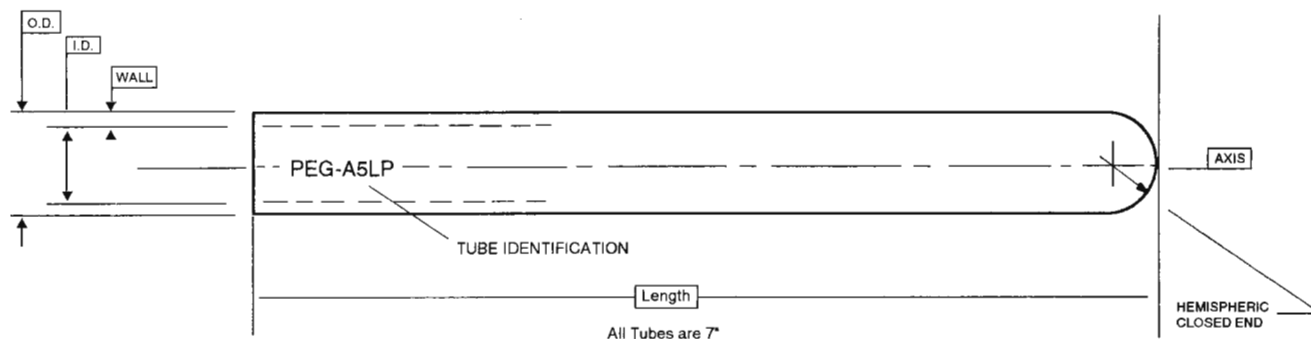 O.D.
I.D.
WALL
PEG-A5LP
AXIS
TUBE IDENTIFICATION
Length
HEMISPHERIC
CLOSED END
All Tubes are 7"